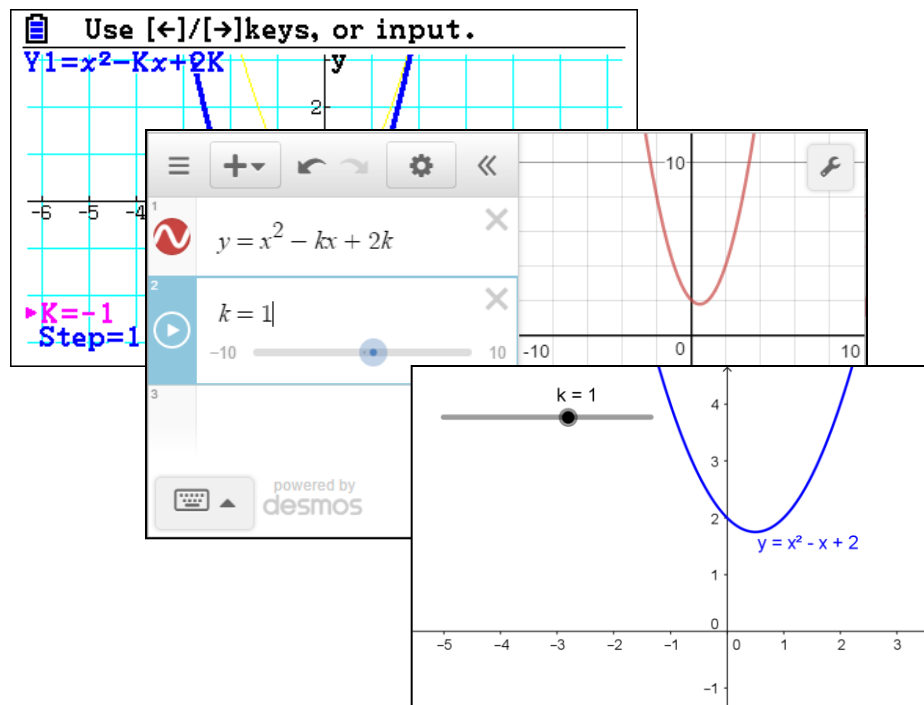 Use [←]/[→]keys, or input.
Y1=x²-Kx+2K
y
2
-6 -5 -4
▶K=-1
Step=1
1
y = x² − kx + 2k
2
k = 1
−10 10
3
powered by
desmos
10
-10 0 10
k = 1
4
3
2
y = x² - x + 2
1
0
−5 −4 −3 −2 −1 0 1 2 3
−1